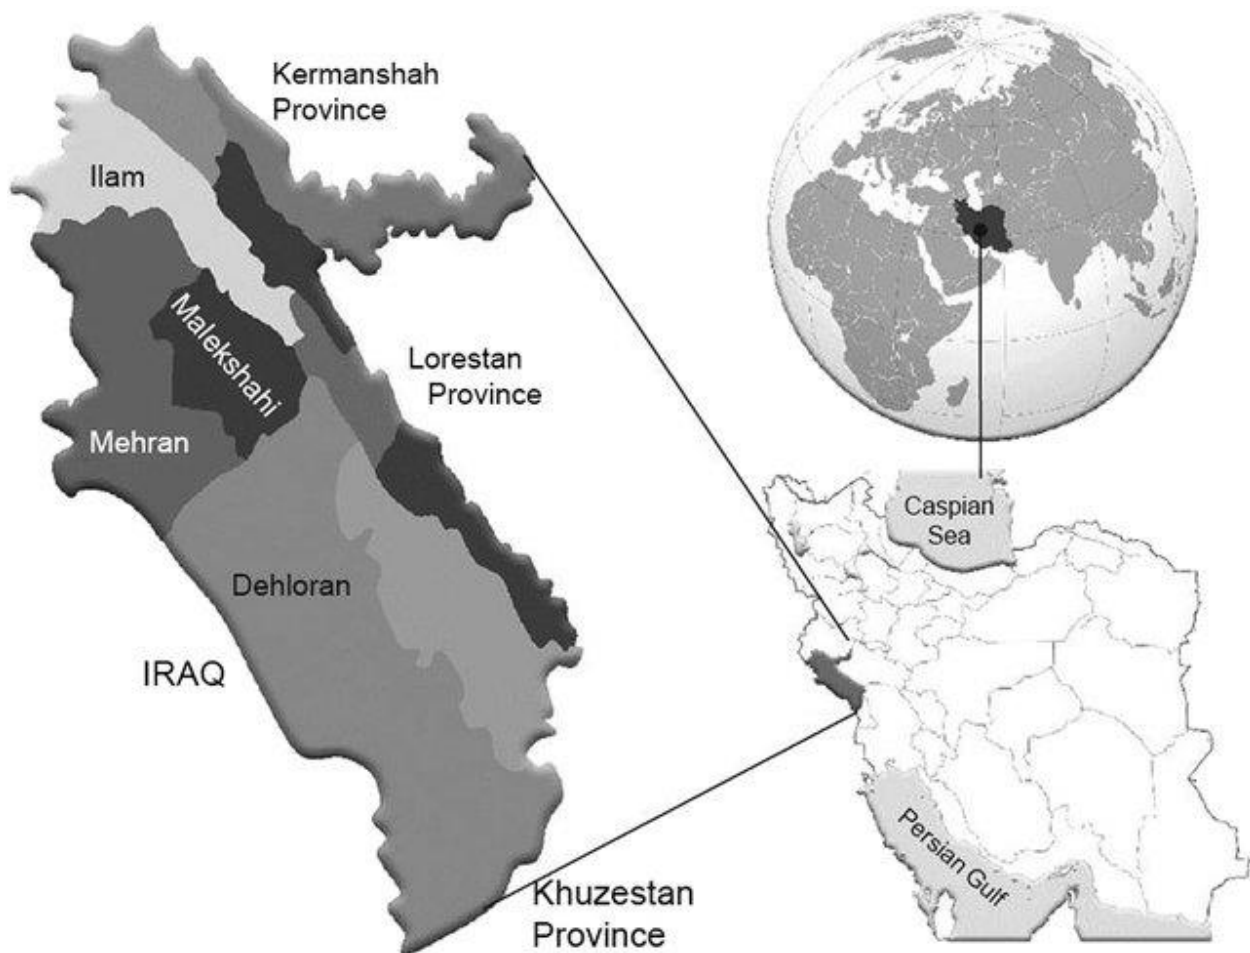 Kermanshah
Province
Ilam
Malekshahi
Lorestan
Province
Mehran
Dehloran
IRAQ
Khuzestan
Province
Caspian
Sea
Persian Gulf